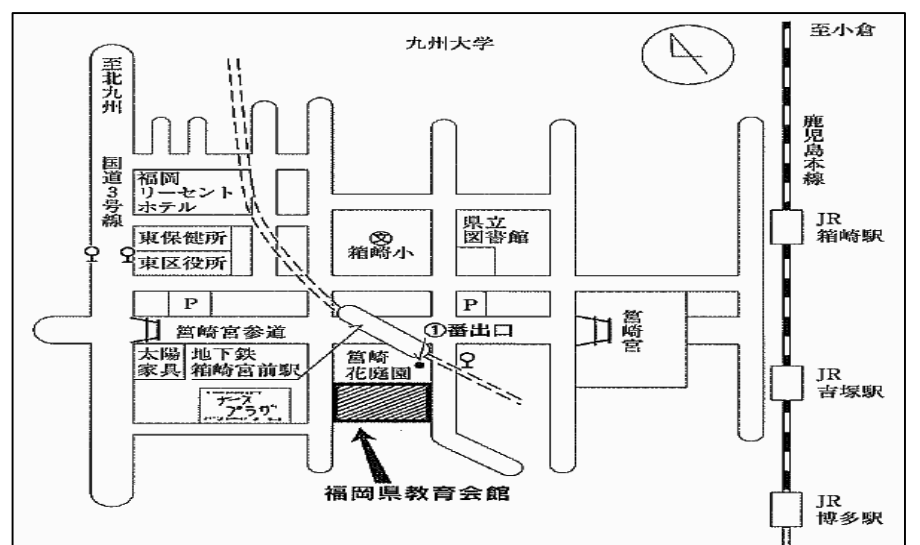 九州大学
至小倉
至北九州
国道3号線
鹿児島本線
福岡
リーセント
ホテル
東保健所
東区役所
文
箱崎小
県立
図書館
JR
箱崎駅
P
P
筥崎宮参道
①番出口
筥崎宮
太陽
家具
地下鉄
箱崎宮前駅
筥崎
花庭園
ナース
プラザ
JR
吉塚駅
福岡県教育会館
JR
博多駅